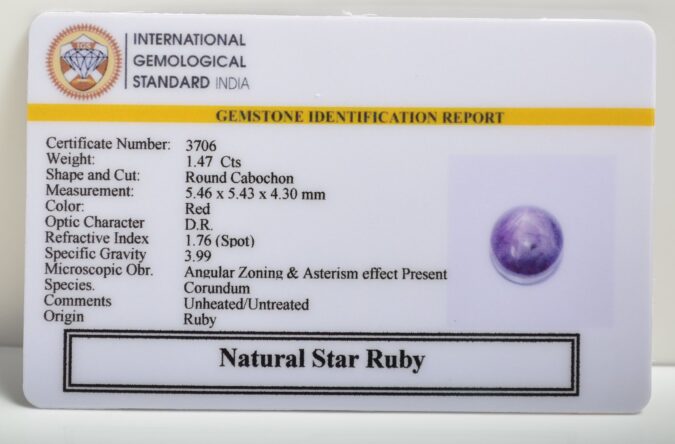 IGS
INTERNATIONAL
GEMOLOGICAL
STANDARD INDIA
GEMSTONE IDENTIFICATION REPORT
Certificate Number: 3706
Weight: 1.47 Cts
Shape and Cut: Round Cabochon
Measurement: 5.46 x 5.43 x 4.30 mm
Color: Red
Optic Character D.R.
Refractive Index 1.76 (Spot)
Specific Gravity 3.99
Microscopic Obr. Angular Zoning & Asterism effect Present
Species. Corundum
Comments Unheated/Untreated
Origin Ruby
Natural Star Ruby